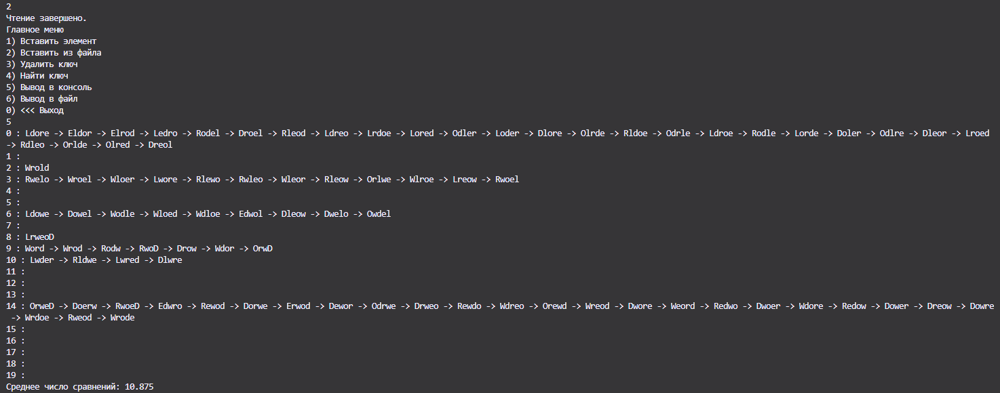 2
Чтение завершено.
Главное меню
1) Вставить элемент
2) Вставить из файла
3) Удалить ключ
4) Найти ключ
5) Вывод в консоль
6) Вывод в файл
0) <<< Выход
5
0 : Ldore -> Eldor -> Elrod -> Ledro -> Rodel -> Droel -> Rleod -> Ldreo -> Lrdoe -> Lored -> Odler -> Loder -> Dlore -> Olrde -> Rldoe -> Odrle -> Ldroe -> Rodle -> Lorde -> Doler -> Odlre -> Dleor -> Lroed
-> Rdleo -> Orlde -> Olred -> Dreol
1 :
2 : Wrold
3 : Rwelo -> Wroel -> Wloer -> Lwore -> Rlewo -> Rwleo -> Wleor -> Rleow -> Orlwe -> Wlroe -> Lreow -> Rwoel
4 :
5 :
6 : Ldowe -> Dowel -> Wodle -> Wloed -> Wdloe -> Edwol -> Dleow -> Dwelo -> Owdel
7 :
8 : LrweoD
9 : Word -> Wrod -> Rodw -> RwoD -> Drow -> Wdor -> OrwD
10 : Lwder -> Rldwe -> Lwred -> Dlwre
11 :
12 :
13 :
14 : OrweD -> Doerw -> RwoeD -> Edwro -> Rewod -> Dorwe -> Erwod -> Dewor -> Odrwe -> Drweo -> Rewdo -> Wdreo -> Orewd -> Wreod -> Dwore -> Weord -> Redwo -> Dwoer -> Wdore -> Redow -> Dower -> Dreow -> Dowre
-> Wrdoe -> Rweod -> Wrode
15 :
16 :
17 :
18 :
19 :
Среднее число сравнений: 10.875